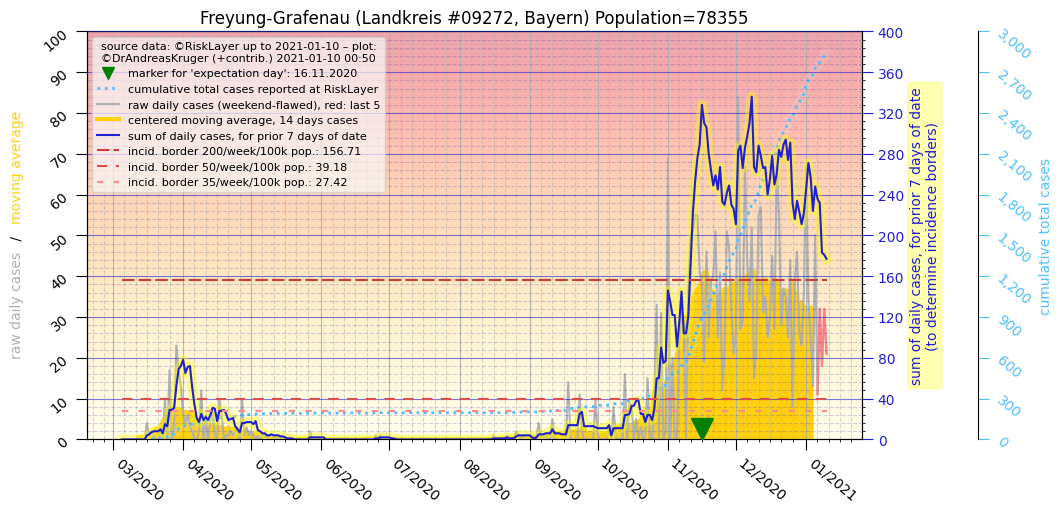 Freyung-Grafenau (Landkreis #09272, Bayern) Population=78355
source data: ©RiskLayer up to 2021-01-10 – plot:
©DrAndreasKruger (+contrib.) 2021-01-10 00:50
marker for 'expectation day': 16.11.2020
cumulative total cases reported at RiskLayer
raw daily cases (weekend-flawed), red: last 5
centered moving average, 14 days cases
sum of daily cases, for prior 7 days of date
incid. border 200/week/100k pop.: 156.71
incid. border 50/week/100k pop.: 39.18
incid. border 35/week/100k pop.: 27.42
raw daily cases / moving average
100
90
80
70
60
50
40
30
20
10
0
03/2020
04/2020
05/2020
06/2020
07/2020
08/2020
09/2020
10/2020
11/2020
12/2020
01/2021
400
360
320
280
240
200
160
120
80
40
0
sum of daily cases, for prior 7 days of date
(to determine incidence borders)
3,000
2,700
2,400
2,100
1,800
1,500
1,200
900
600
300
0
cumulative total cases